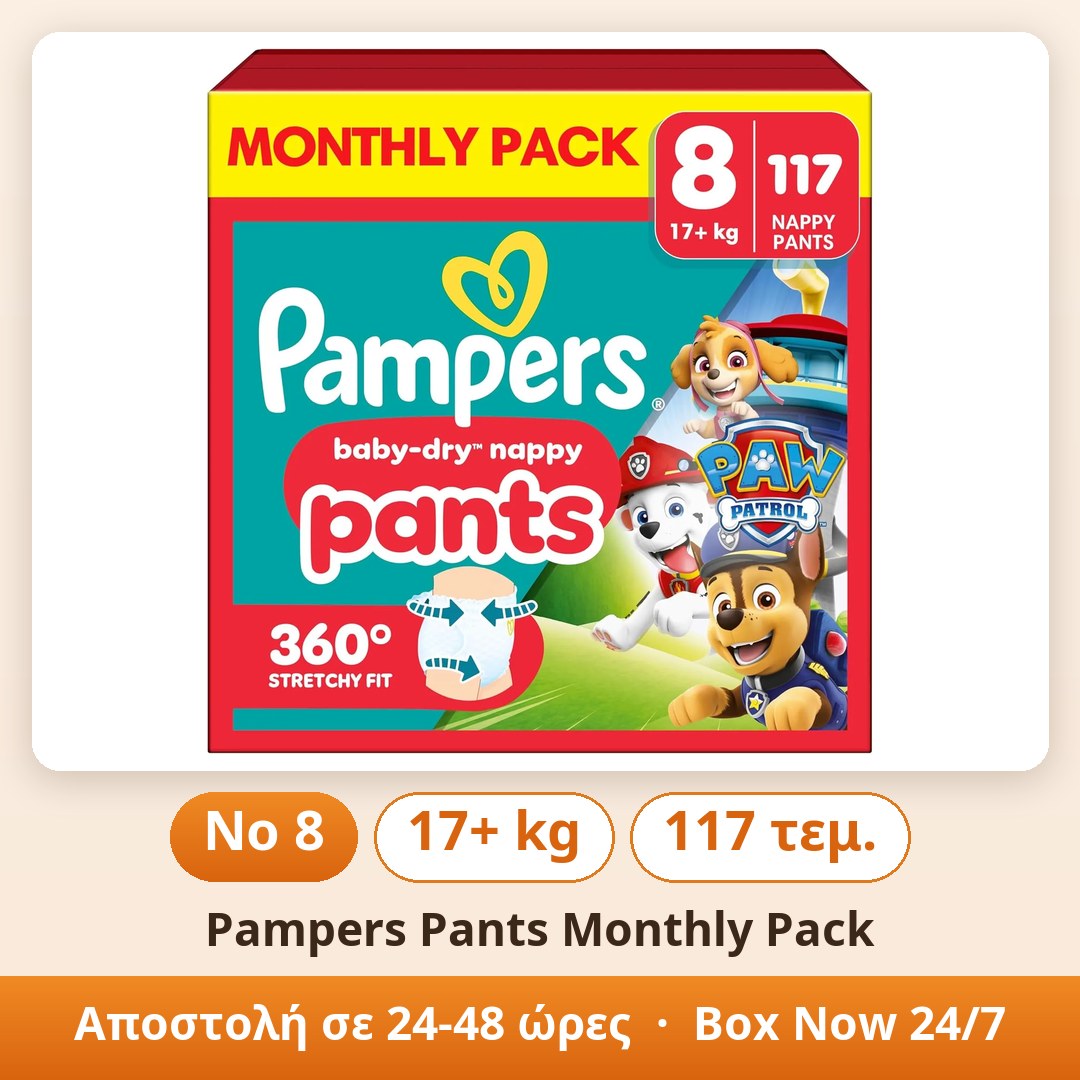 MONTHLY PACK
8
17+ kg
117
NAPPY
PANTS
Pampers®
baby-dry™ nappy
pants
PAW
PATROL™
360°
STRETCHY FIT
No 8
17+ kg
117 τεμ.
Pampers Pants Monthly Pack
Αποστολή σε 24-48 ώρες · Box Now 24/7